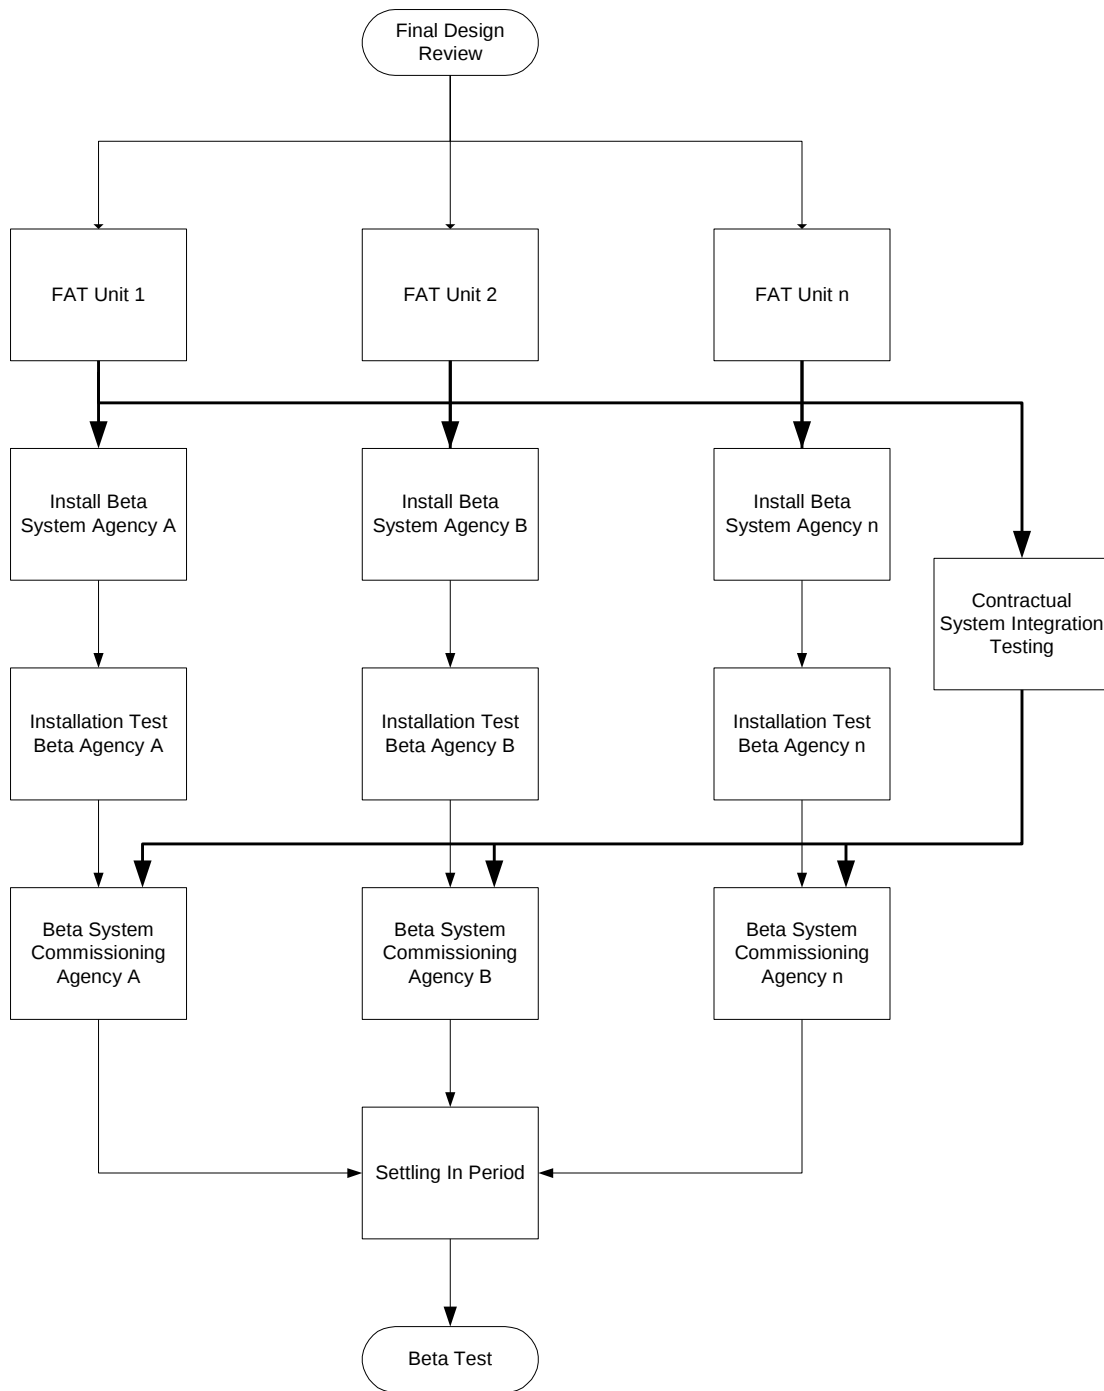 Final Design
Review
FAT Unit 1
FAT Unit 2
FAT Unit n
Install Beta
System Agency A
Install Beta
System Agency B
Install Beta
System Agency n
Contractual
System Integration
Testing
Installation Test
Beta Agency A
Installation Test
Beta Agency B
Installation Test
Beta Agency n
Beta System
Commissioning
Agency A
Beta System
Commissioning
Agency B
Beta System
Commissioning
Agency n
Settling In Period
Beta Test